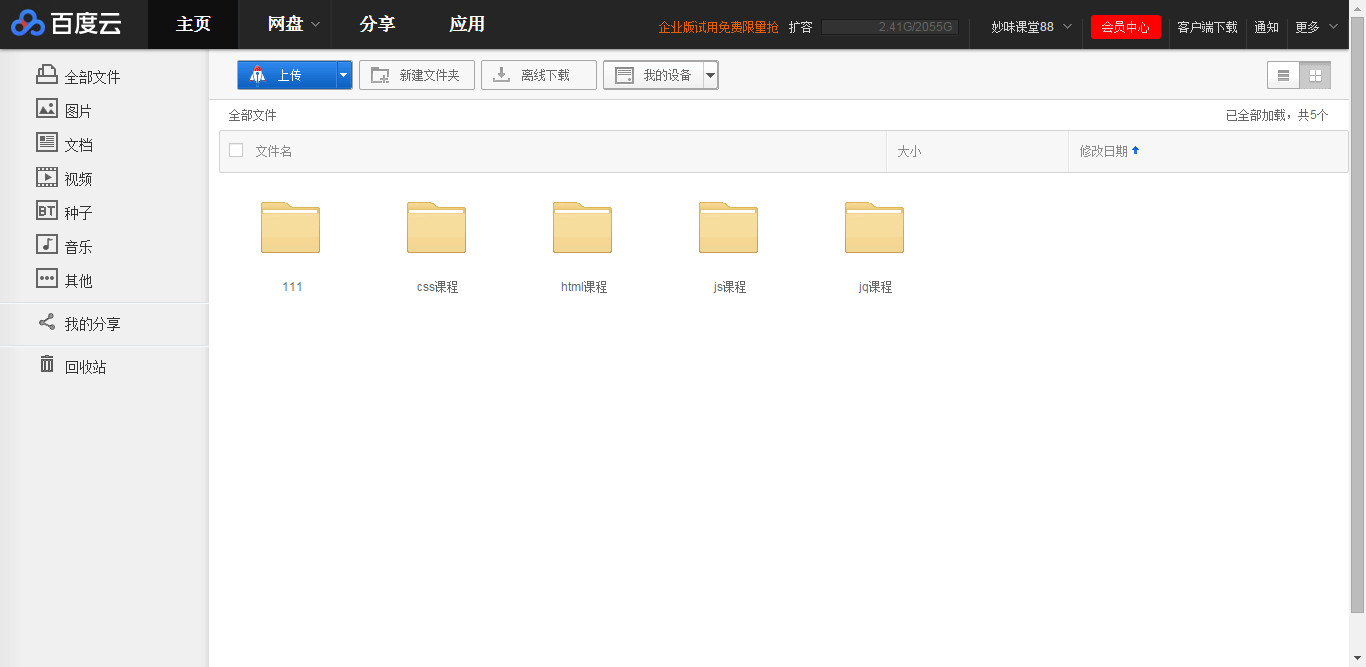 百度云 主页 网盘 分享 应用 企业版试用免费限量抢 扩容 2.41G/2055G 妙味课堂88 会员中心 客户端下载 通知 更多
全部文件
图片
文档
视频
BT 种子
音乐
其他
我的分享
回收站
上传 新建文件夹 离线下载 我的设备
全部文件 已全部加载，共5个
文件名 大小 修改日期
111 css课程 html课程 js课程 jq课程